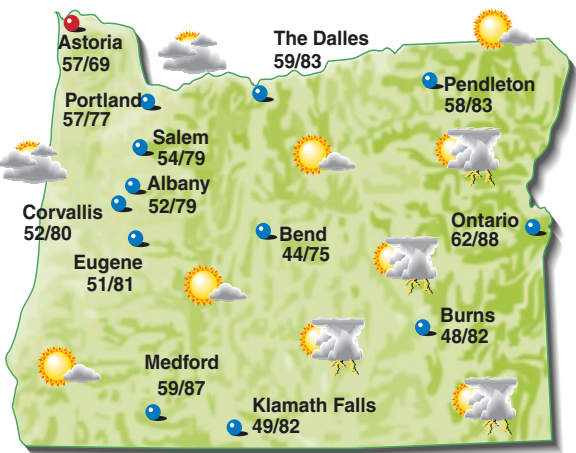 Astoria
57/69
The Dalles
59/83
Pendleton
58/83
Portland
57/77
Salem
54/79
Albany
52/79
Corvallis
52/80
Ontario
62/88
Bend
44/75
Eugene
51/81
Burns
48/82
Medford
59/87
Klamath Falls
49/82